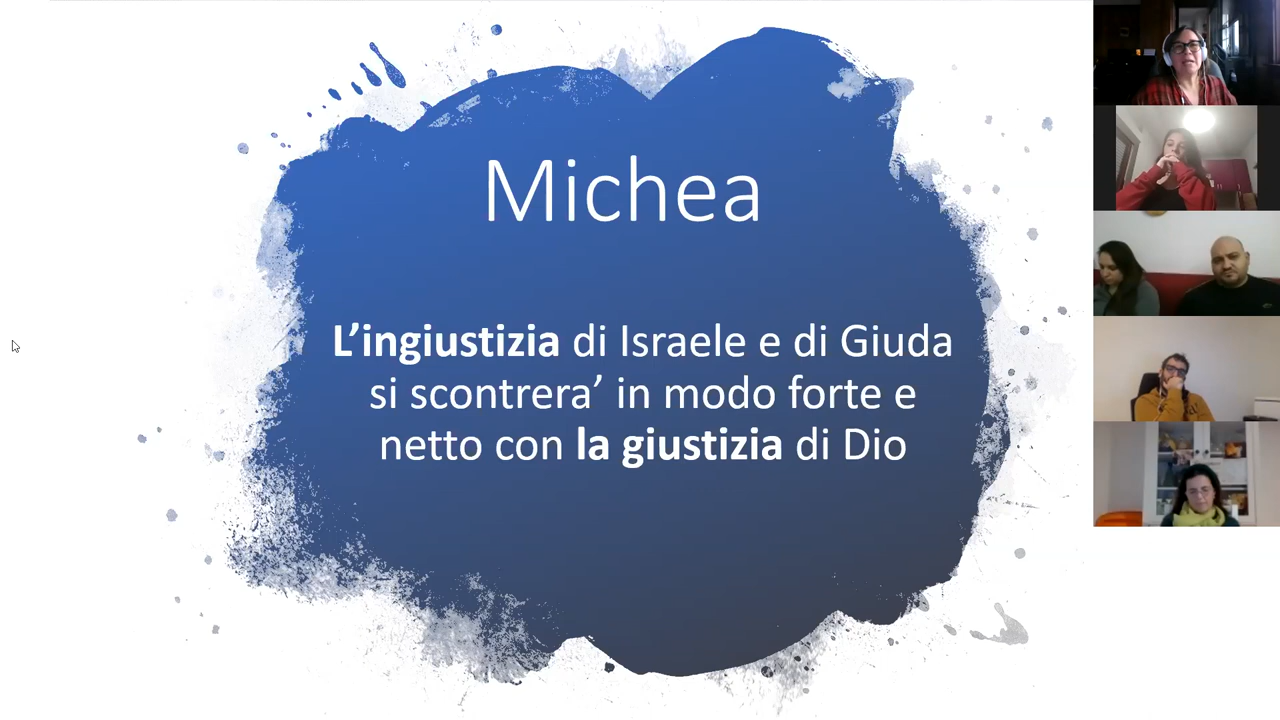 Michea
L’ingiustizia di Israele e di Giuda
si scontrera’ in modo forte e
netto con la giustizia di Dio